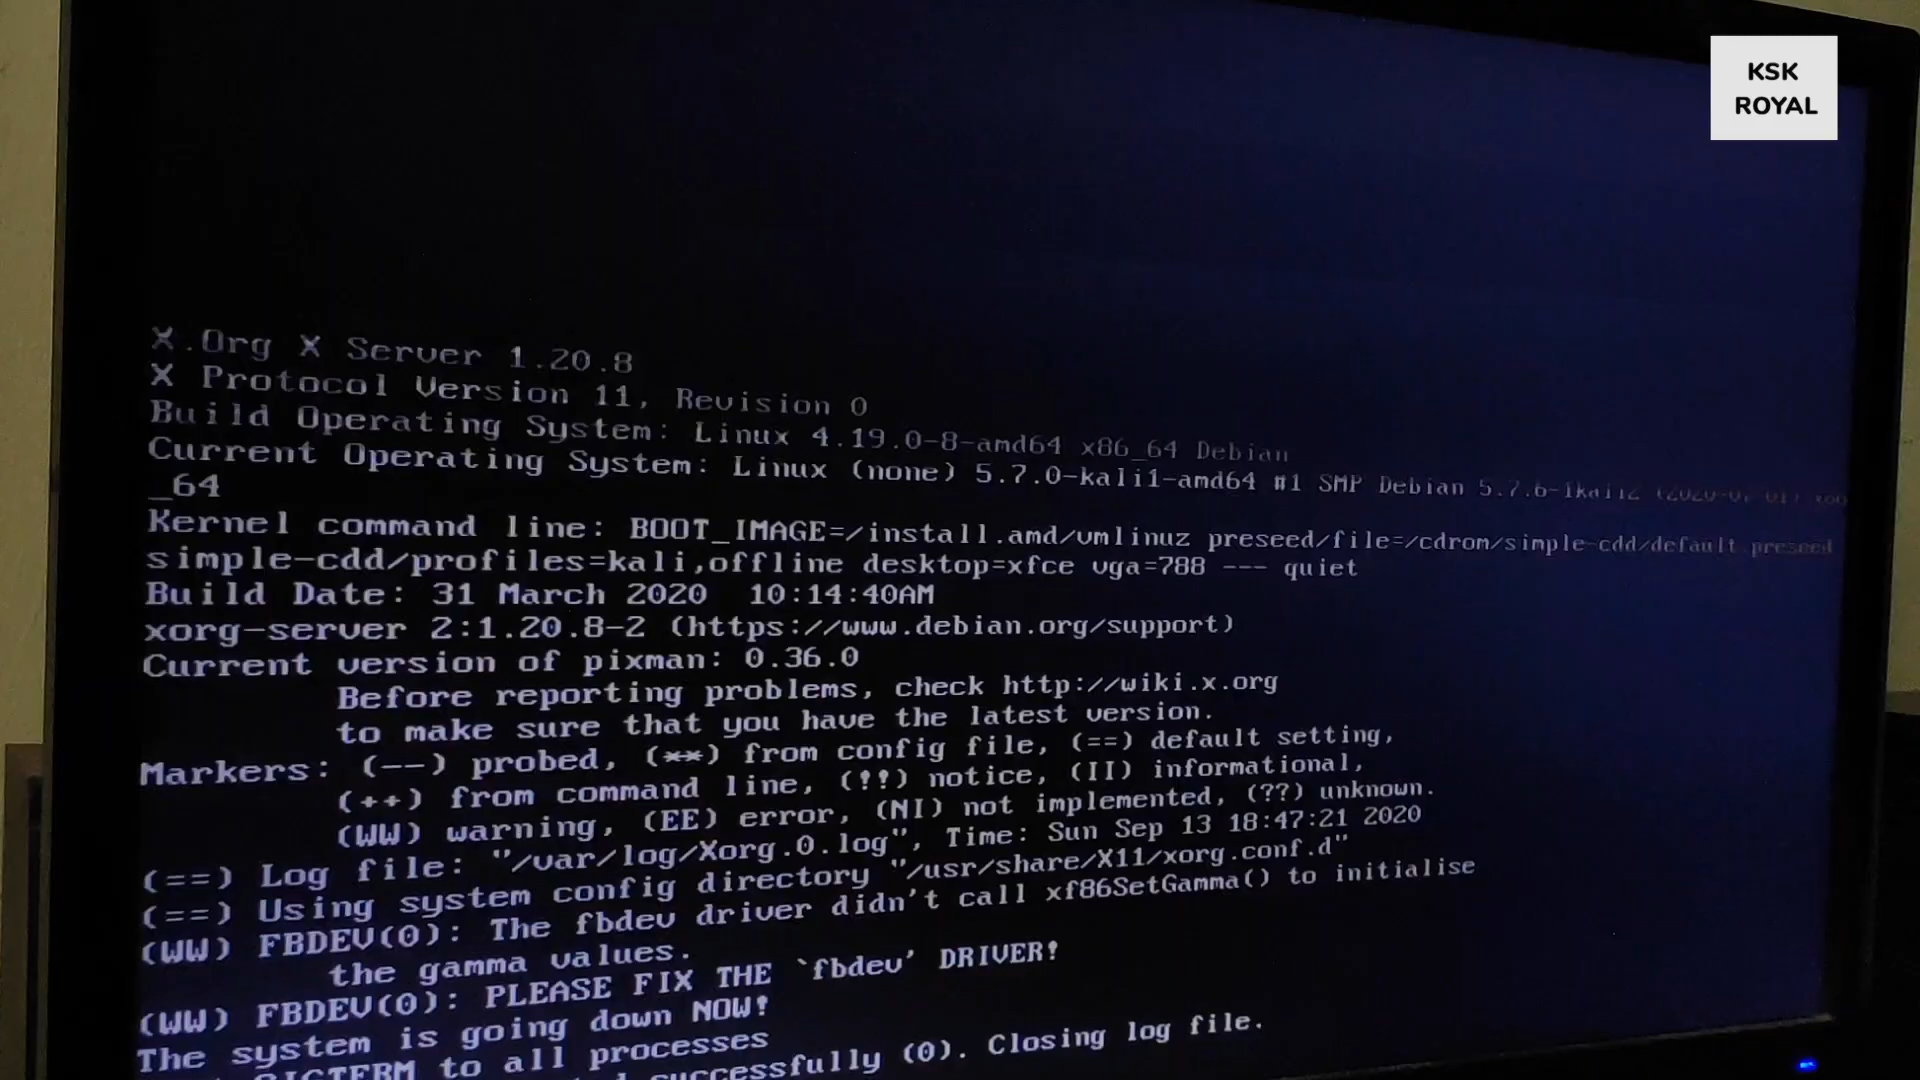 KSK
ROYAL
X.Org X Server 1.20.8
X Protocol Version 11, Revision 0
Build Operating System: Linux 4.19.0-8-amd64 x86_64 Debian
Current Operating System: Linux (none) 5.7.0-kali1-amd64 #1 SMP Debian 5.7.6-1kali2
_64
Kernel command line: BOOT_IMAGE=/install.amd/vmlinuz preseed/file=/cdrom/simple-cdd/default.preseed
simple-cdd/profiles=kali,offline desktop=xfce vga=788 --- quiet
Build Date: 31 March 2020  10:14:40AM
xorg-server 2:1.20.8-2 (https://www.debian.org/support)
Current version of pixman: 0.36.0
Before reporting problems, check http://wiki.x.org
to make sure that you have the latest version.
Markers: (--) probed, (**) from config file, (==) default setting,
(++) from command line, (!!) notice, (II) informational,
(WW) warning, (EE) error, (NI) not implemented, (??) unknown.
(==) Log file: "/var/log/Xorg.0.log", Time: Sun Sep 13 18:47:21 2020
(==) Using system config directory "/usr/share/X11/xorg.conf.d"
(WW) FBDEV(0): The fbdev driver didn't call xf86SetGamma() to initialise
the gamma values.
(WW) FBDEV(0): PLEASE FIX THE `fbdev' DRIVER!
The system is going down NOW!
SIGTERM to all processes
successfully (0). Closing log file.